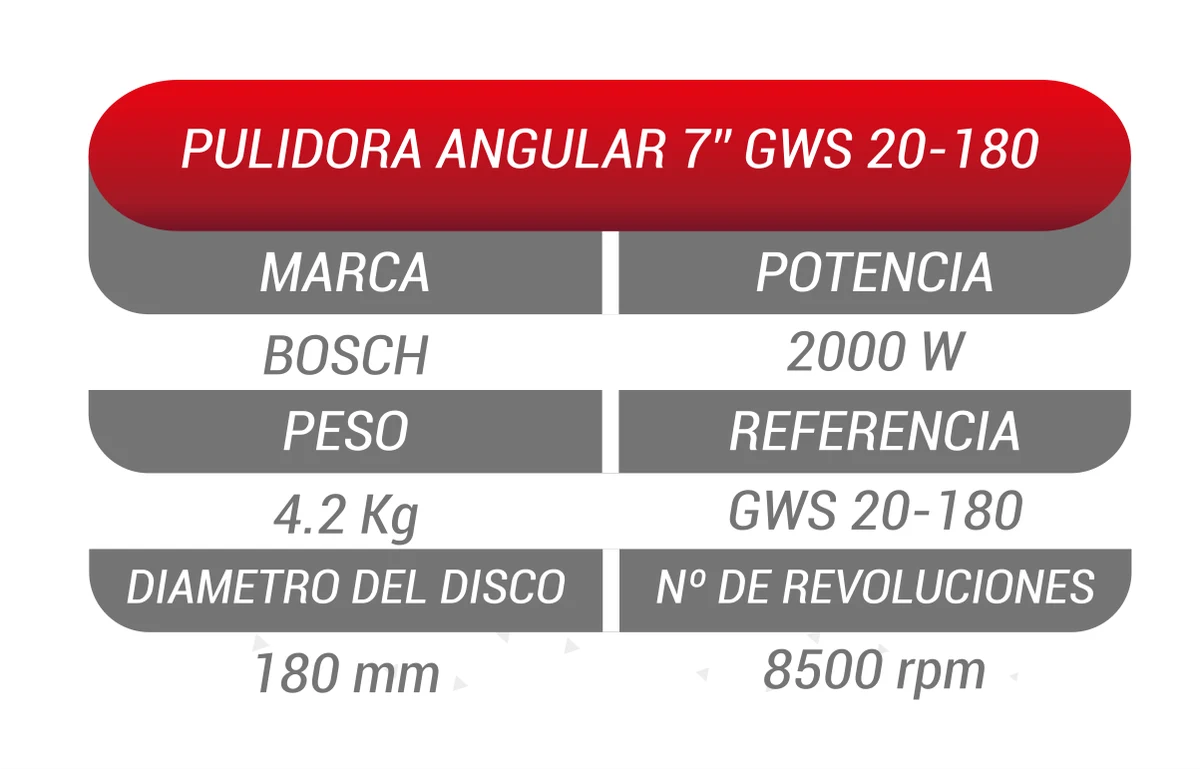 PULIDORA ANGULAR 7" GWS 20-180
MARCA
POTENCIA
BOSCH
2000 W
PESO
REFERENCIA
4.2 Kg
GWS 20-180
DIAMETRO DEL DISCO
Nº DE REVOLUCIONES
180 mm
8500 rpm